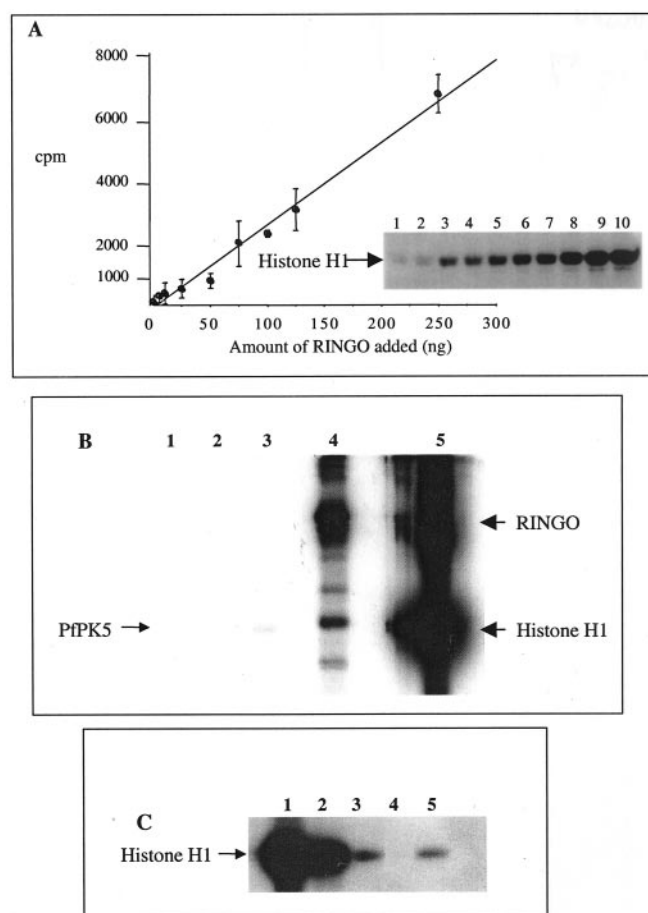 A
8000
6000
cpm
4000
2000
1000
1 2 3 4 5 6 7 8 9 10
Histone H1
0 50 100 150 200 250 300
Amount of RINGO added (ng)
B 1 2 3 4 5
RINGO
PfPK5
Histone H1
1 2 3 4 5
C
Histone H1